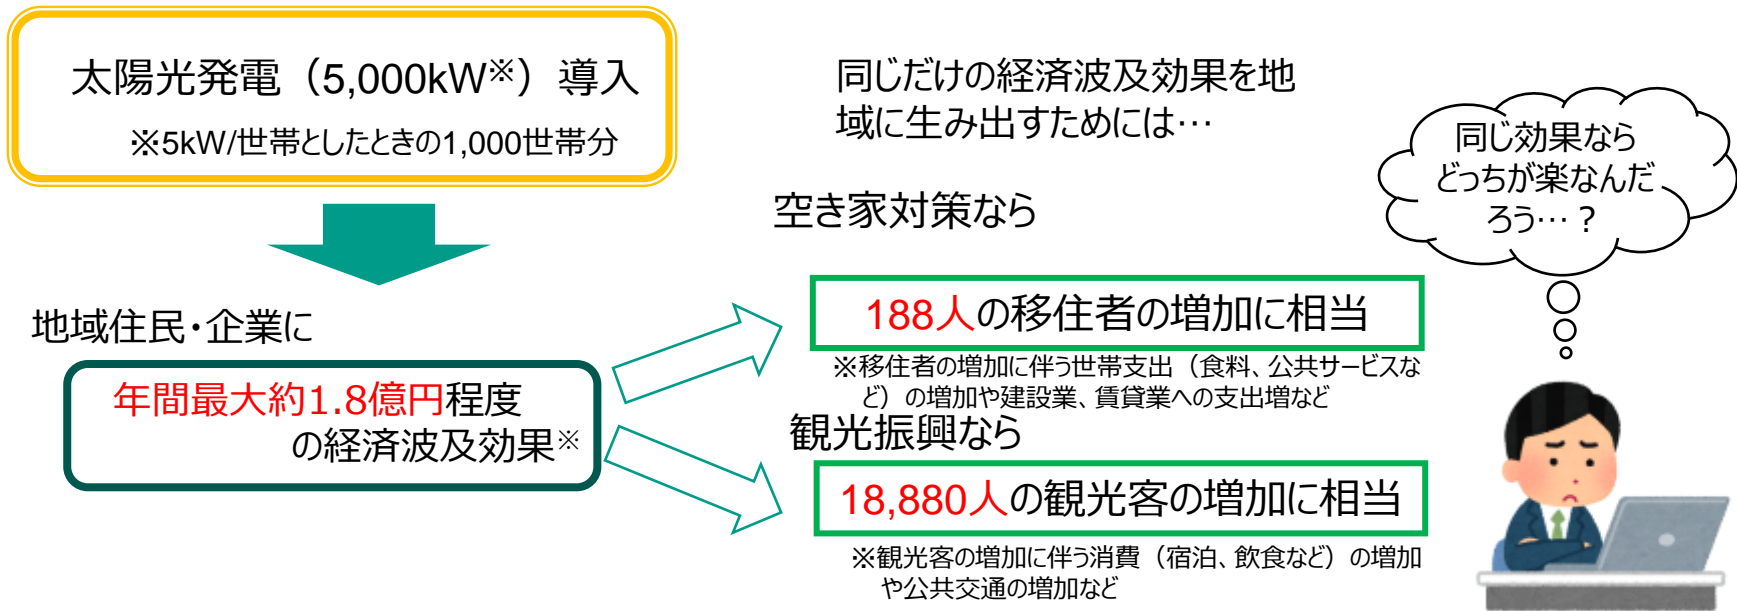 太陽光発電（5,000kW※）導入
※5kW/世帯としたときの1,000世帯分
地域住民・企業に
年間最大約1.8億円程度
の経済波及効果※
同じだけの経済波及効果を地
域に生み出すためには…
空き家対策なら
188人の移住者の増加に相当
※移住者の増加に伴う世帯支出（食料、公共サービスな
ど）の増加や建設業、賃貸業への支出増など
観光振興なら
18,880人の観光客の増加に相当
※観光客の増加に伴う消費（宿泊、飲食など）の増加
や公共交通の増加など
同じ効果なら
どっちが楽なんだ
ろう…？